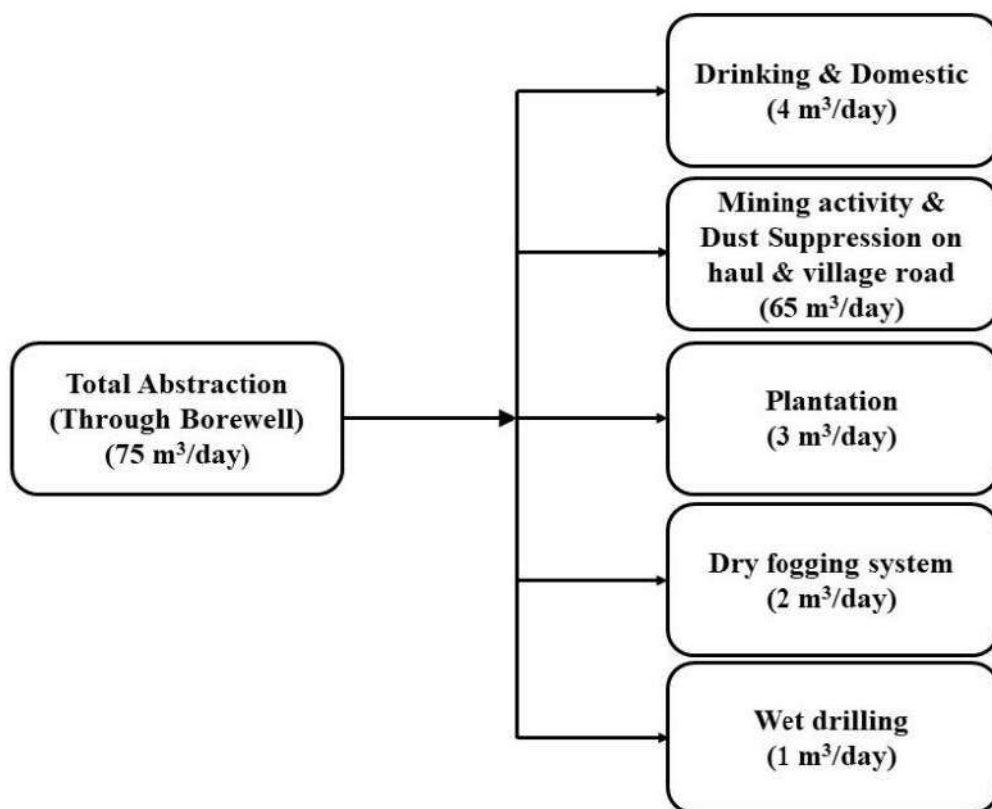 Drinking & Domestic
(4 m³/day)
Mining activity &
Dust Suppression on
haul & village road
(65 m³/day)
Total Abstraction
(Through Borewell)
(75 m³/day)
Plantation
(3 m³/day)
Dry fogging system
(2 m³/day)
Wet drilling
(1 m³/day)